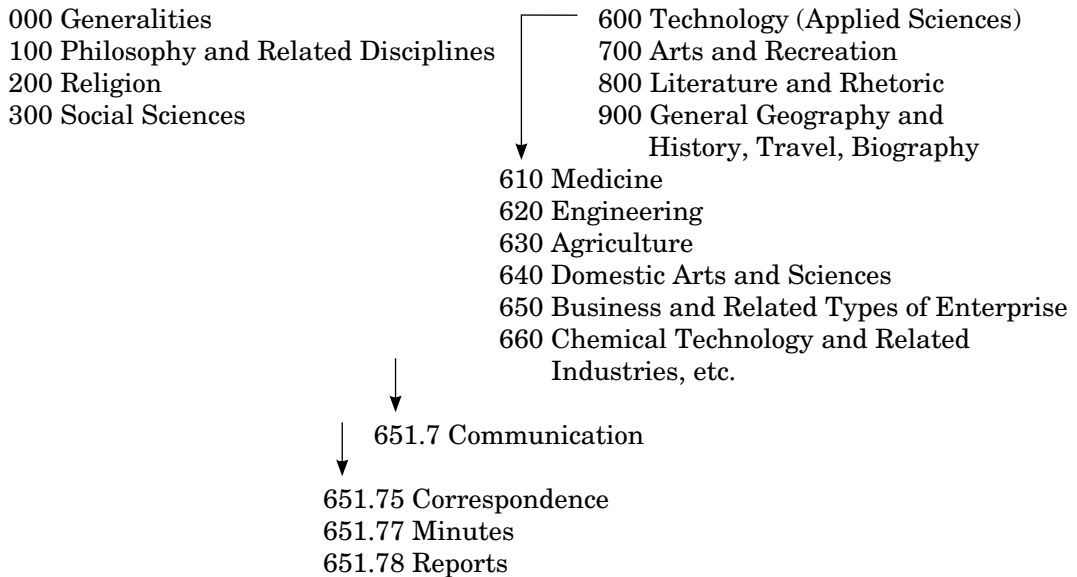 000 Generalities
100 Philosophy and Related Disciplines
200 Religion
300 Social Sciences
600 Technology (Applied Sciences)
700 Arts and Recreation
800 Literature and Rhetoric
900 General Geography and
History, Travel, Biography
610 Medicine
620 Engineering
630 Agriculture
640 Domestic Arts and Sciences
650 Business and Related Types of Enterprise
660 Chemical Technology and Related
Industries, etc.
651.7 Communication
651.75 Correspondence
651.77 Minutes
651.78 Reports